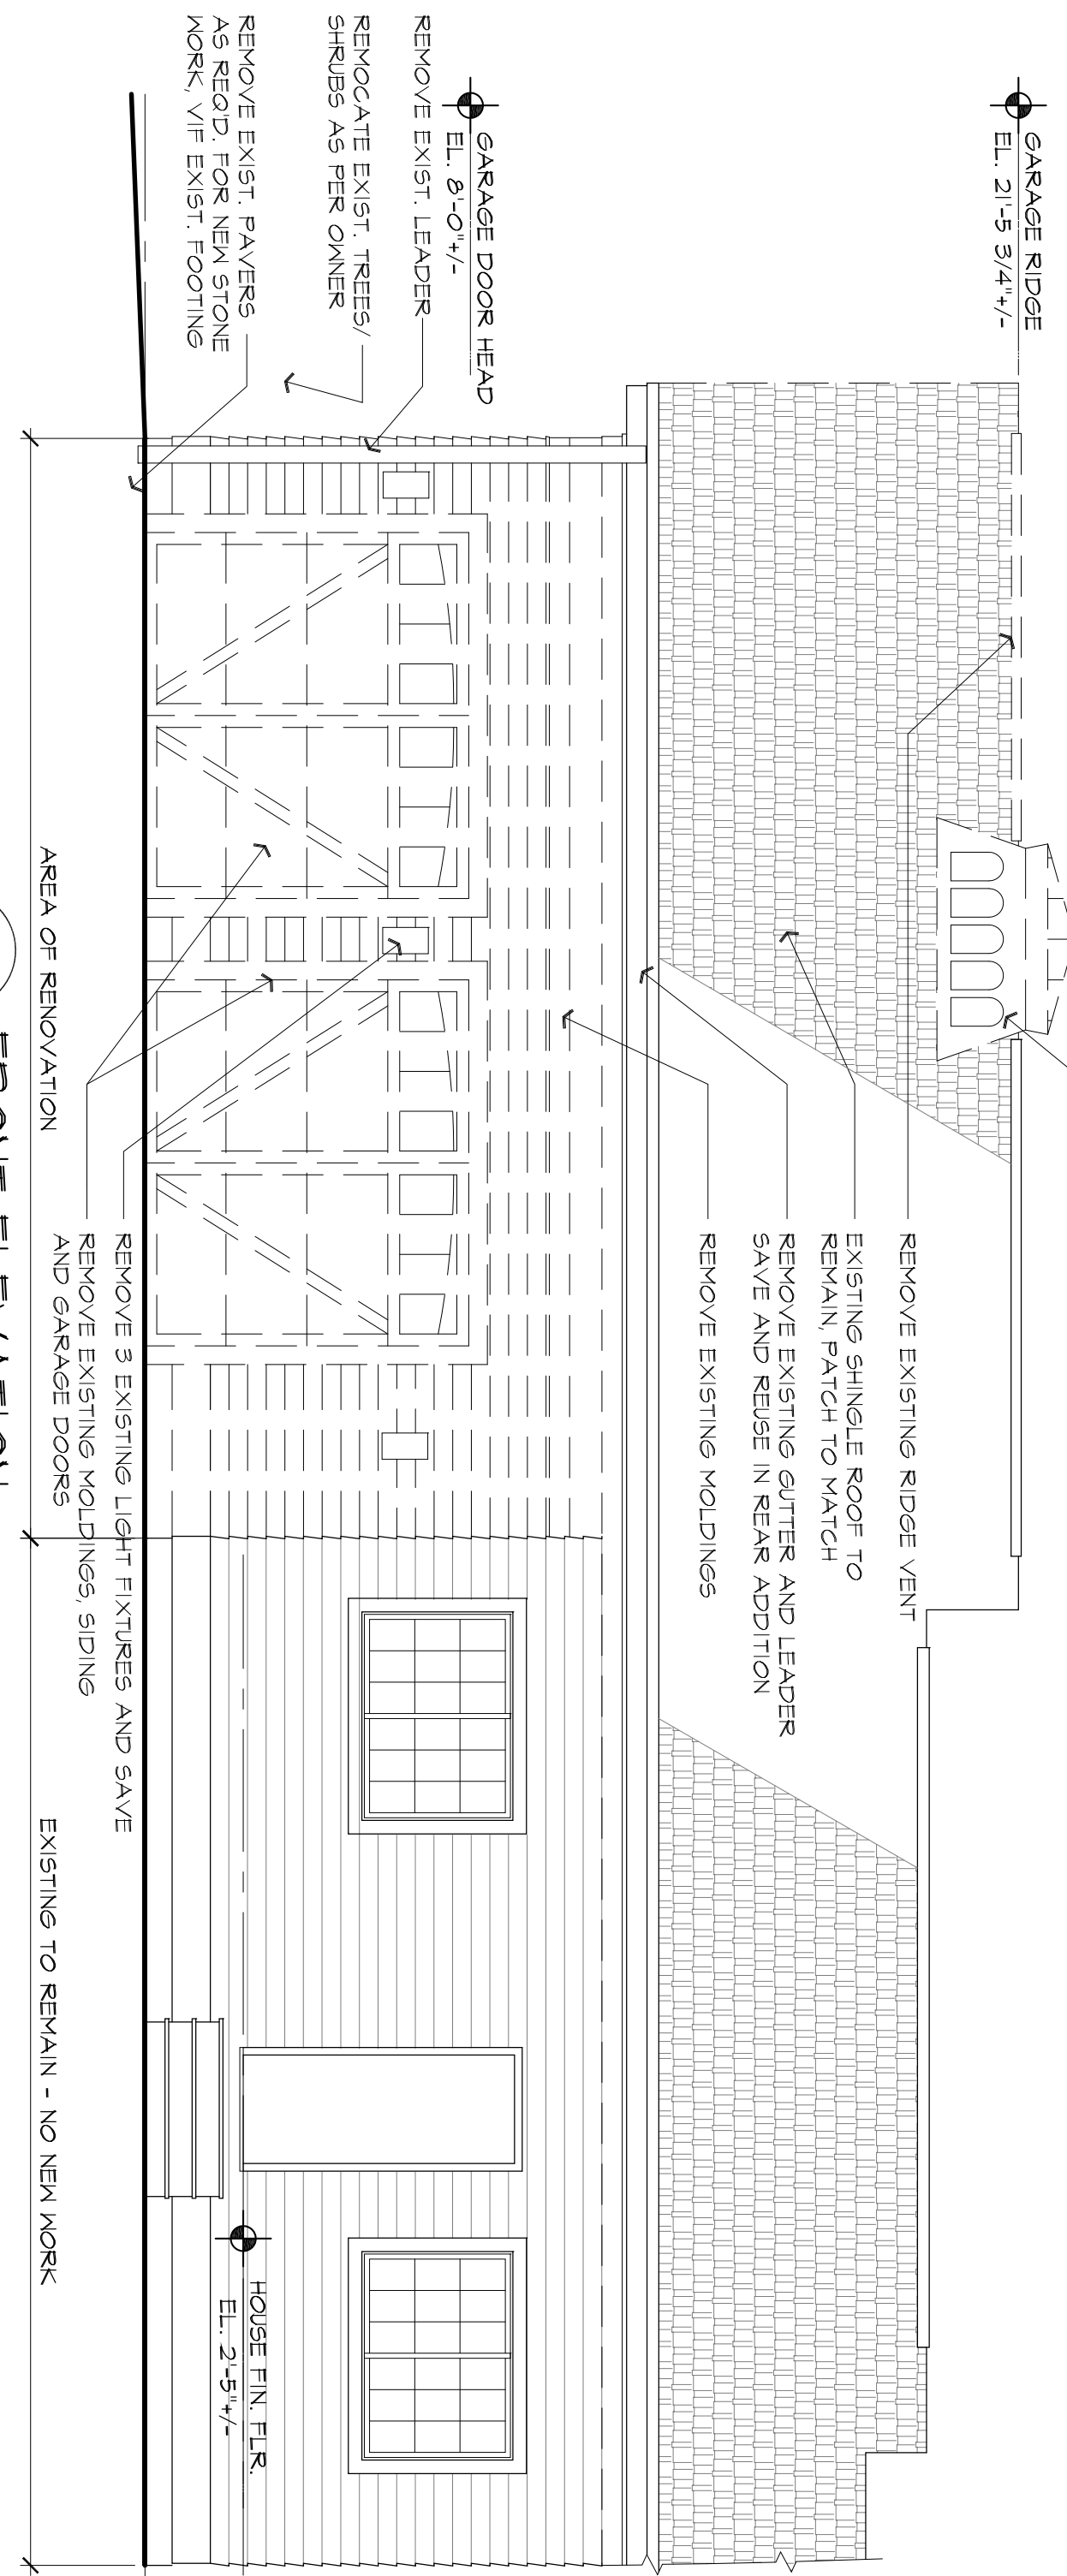 GARAGE RIDGE
EL. 21'-5 3/4"+/-
GARAGE DOOR HEAD
EL. 8'-0"+/-
REMOVE EXIST. LEADER
REMOCATE EXIST. TREES/
SHRUBS AS PER OWNER
REMOVE EXIST. PAVERS
AS REQ'D. FOR NEW STONE
WORK, VIF EXIST. FOOTING
REMOVE EXISTING RIDGE VENT
EXISTING SHINGLE ROOF TO
REMAIN, PATCH TO MATCH
REMOVE EXISTING GUTTER AND LEADER
SAVE AND REUSE IN REAR ADDITION
REMOVE EXISTING MOLDINGS
REMOVE 3 EXISTING LIGHT FIXTURES AND SAVE
REMOVE EXISTING MOLDINGS, SIDING
AND GARAGE DOORS
HOUSE FIN. FLR.
EL. 2'-5"+/-
AREA OF RENOVATION
EXISTING TO REMAIN - NO NEW WORK
FRONT ELEVATION